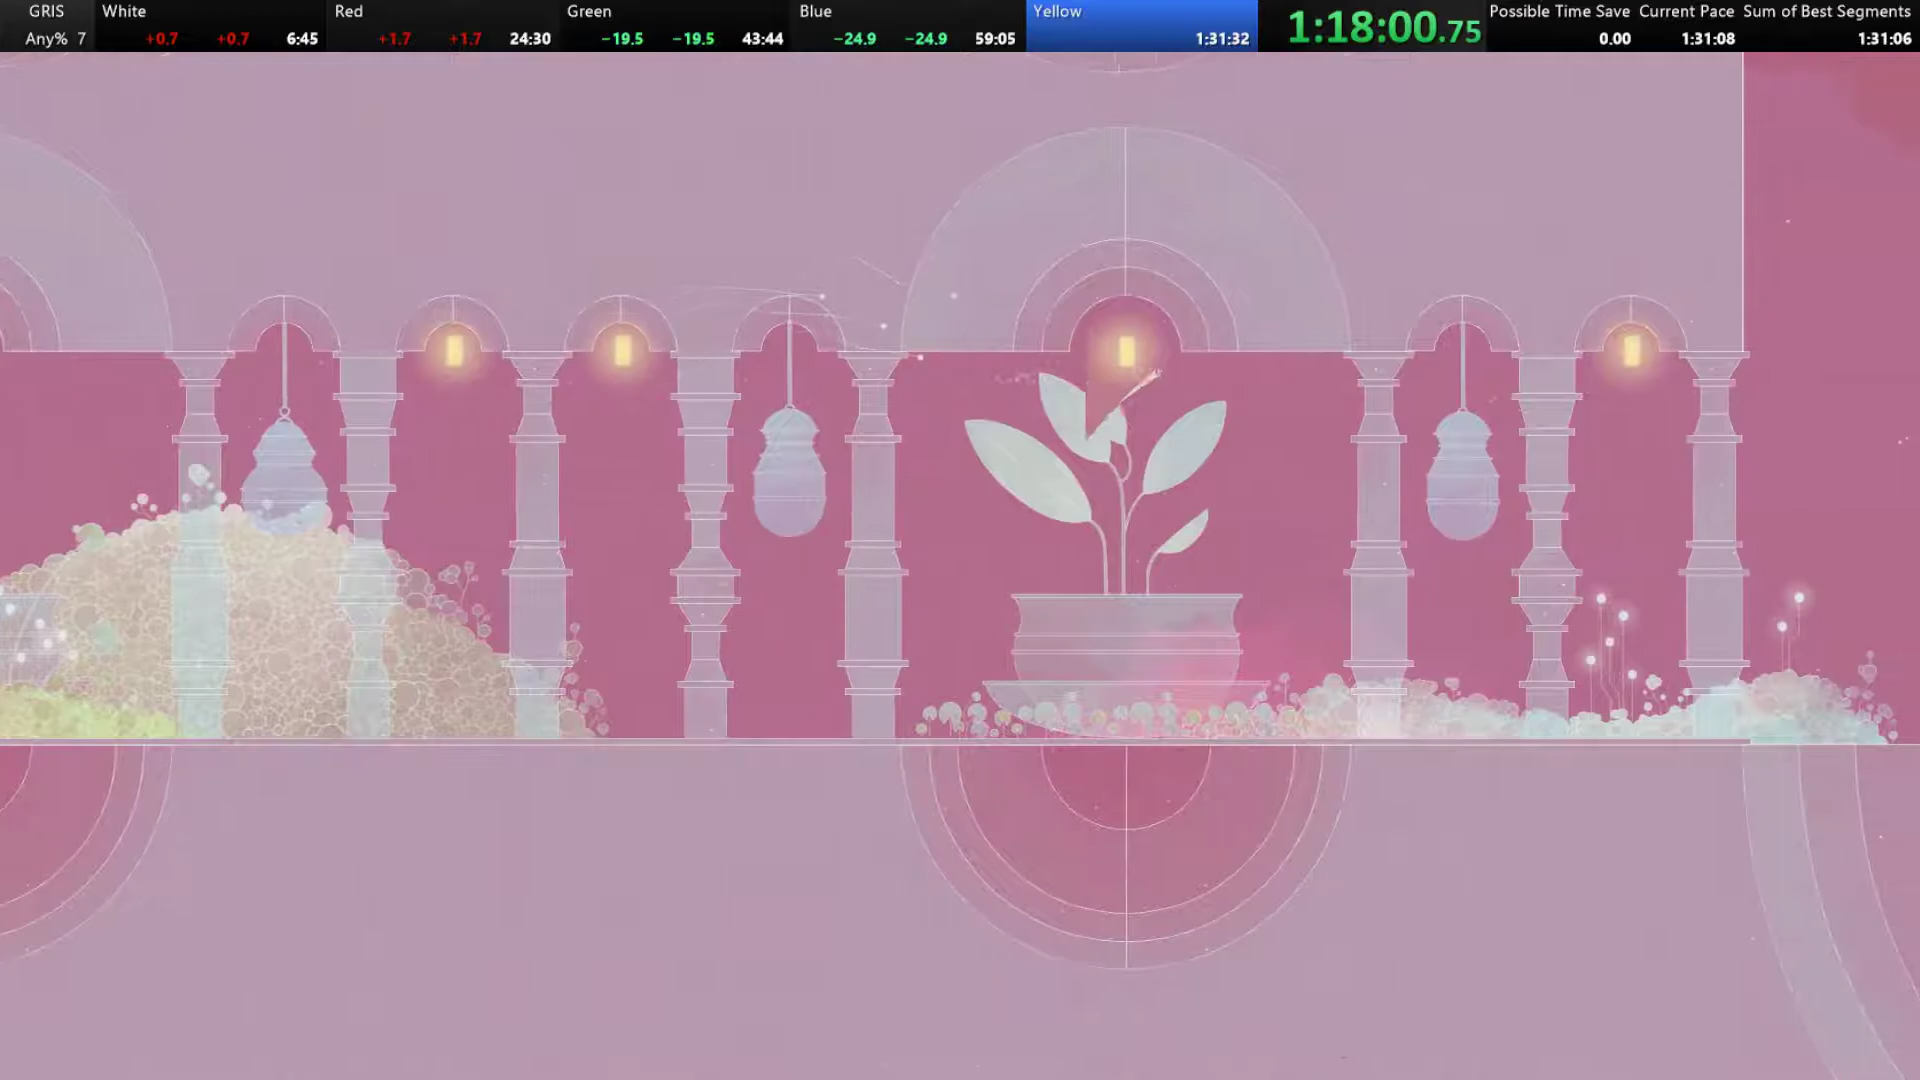 GRIS
Any% 7
White
+0.7 +0.7 6:45
Red
+1.7 +1.7 24:30
Green
−19.5 −19.5 43:44
Blue
−24.9 −24.9 59:05
Yellow
1:31:32
1:18:00.75
Possible Time Save Current Pace Sum of Best Segments
0.00 1:31:08 1:31:06